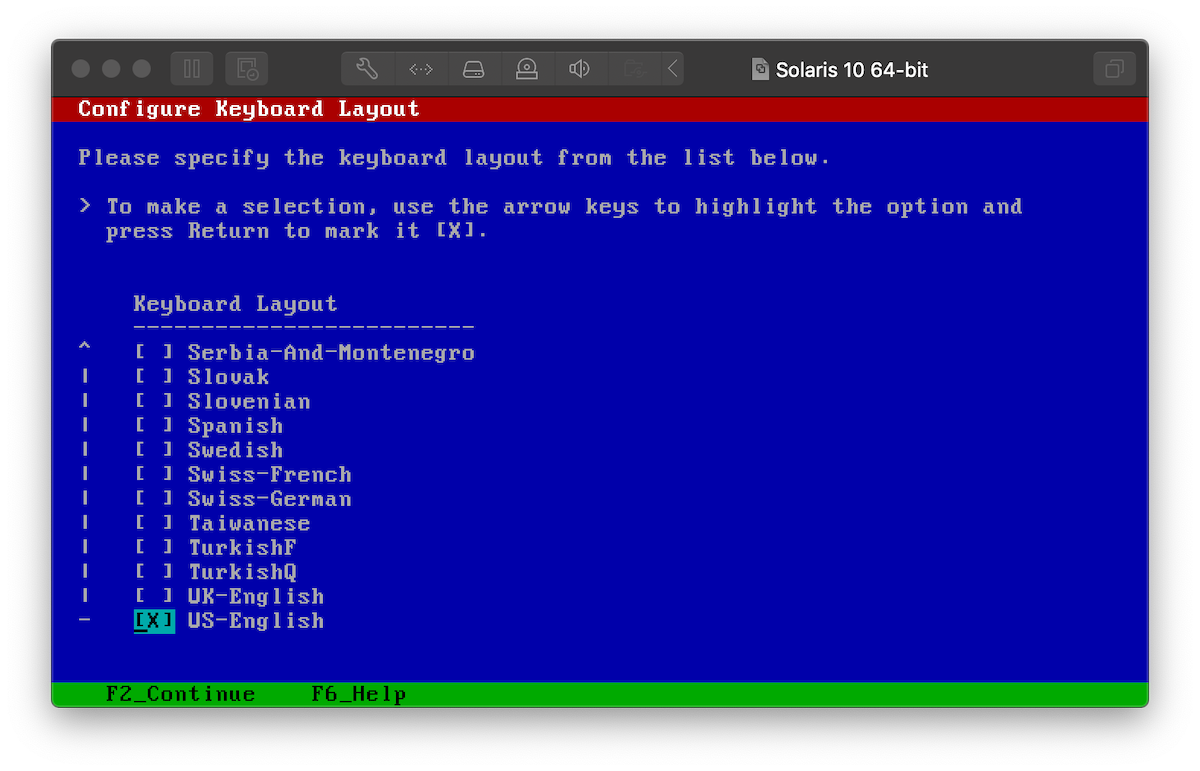 Solaris 10 64-bit
Configure Keyboard Layout
Please specify the keyboard layout from the list below.
> To make a selection, use the arrow keys to highlight the option and
press Return to mark it [X].
Keyboard Layout
-------------------------
^ [ ] Serbia-And-Montenegro
| [ ] Slovak
| [ ] Slovenian
| [ ] Spanish
| [ ] Swedish
| [ ] Swiss-French
| [ ] Swiss-German
| [ ] Taiwanese
| [ ] TurkishF
| [ ] TurkishQ
| [ ] UK-English
- [X] US-English
F2_Continue F6_Help